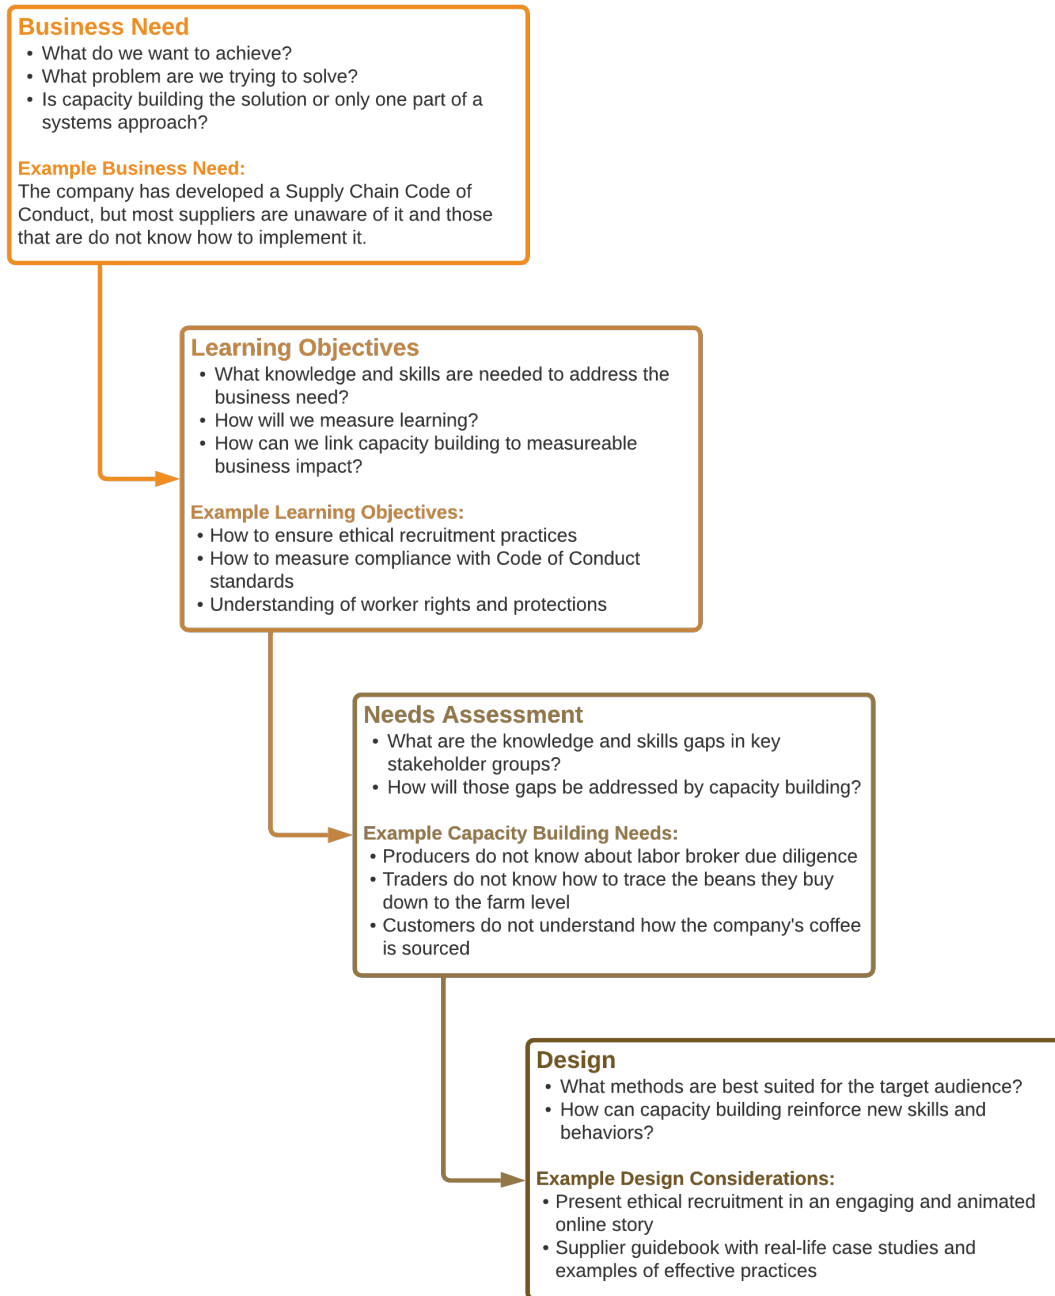 Business Need
• What do we want to achieve?
• What problem are we trying to solve?
• Is capacity building the solution or only one part of a
systems approach?
Example Business Need:
The company has developed a Supply Chain Code of
Conduct, but most suppliers are unaware of it and those
that are do not know how to implement it.
Learning Objectives
• What knowledge and skills are needed to address the
business need?
• How will we measure learning?
• How can we link capacity building to measureable
business impact?
Example Learning Objectives:
• How to ensure ethical recruitment practices
• How to measure compliance with Code of Conduct
standards
• Understanding of worker rights and protections
Needs Assessment
• What are the knowledge and skills gaps in key
stakeholder groups?
• How will those gaps be addressed by capacity building?
Example Capacity Building Needs:
• Producers do not know about labor broker due diligence
• Traders do not know how to trace the beans they buy
down to the farm level
• Customers do not understand how the company's coffee
is sourced
Design
• What methods are best suited for the target audience?
• How can capacity building reinforce new skills and
behaviors?
Example Design Considerations:
• Present ethical recruitment in an engaging and animated
online story
• Supplier guidebook with real-life case studies and
examples of effective practices